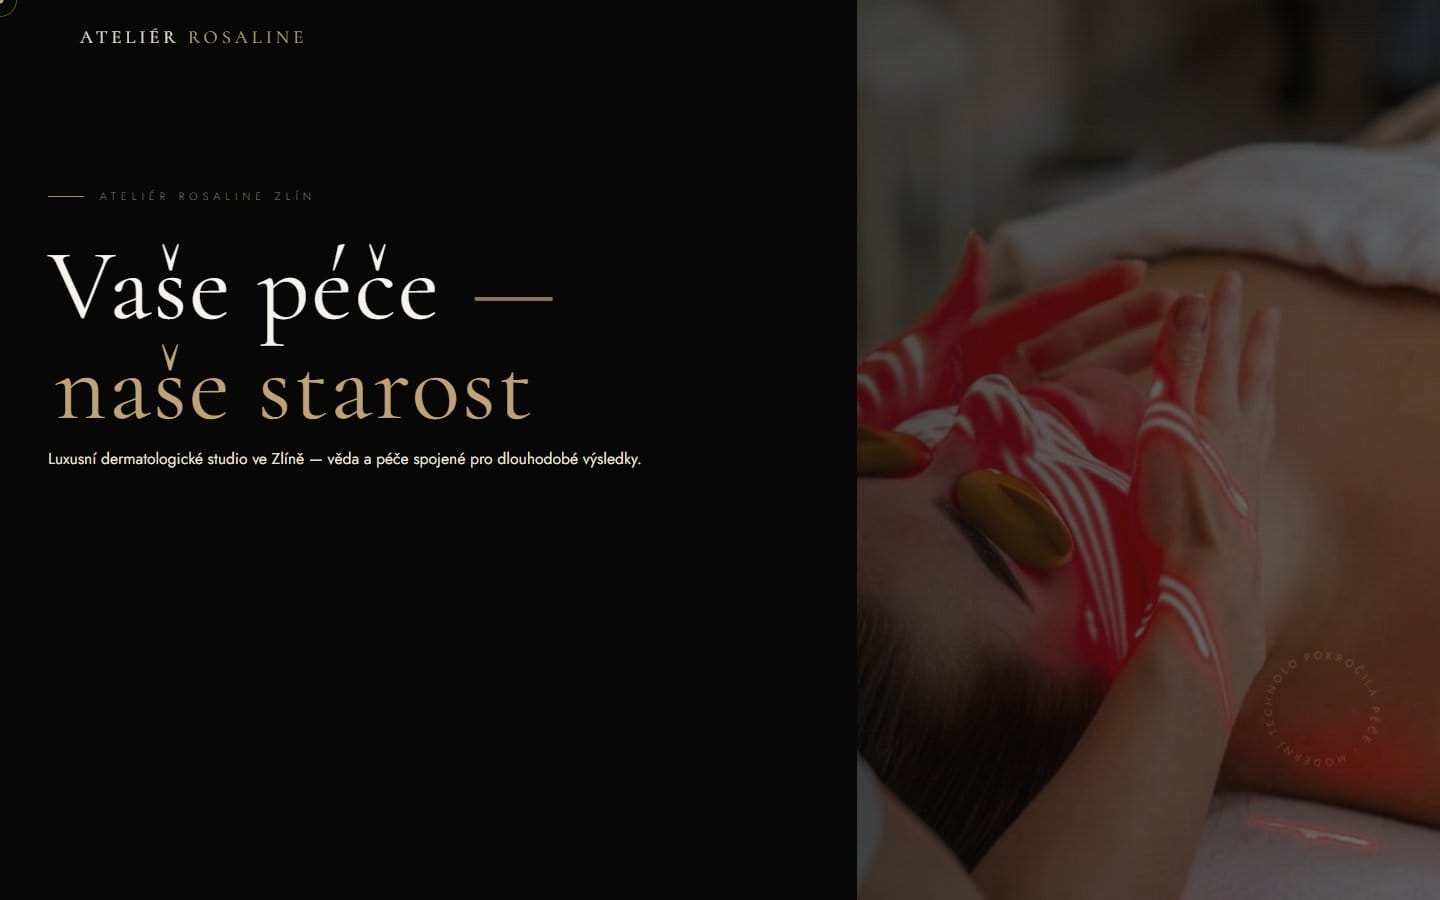 ATELIÉR ROSALINE
ATELIÉR ROSALINE ZLÍN
Vaše péče —
naše starost
Luxusní dermatologické studio ve Zlíně — věda a péče spojené pro dlouhodobé výsledky.
POKROČILÁ PÉČE · MODERNÍ TECHNOLO